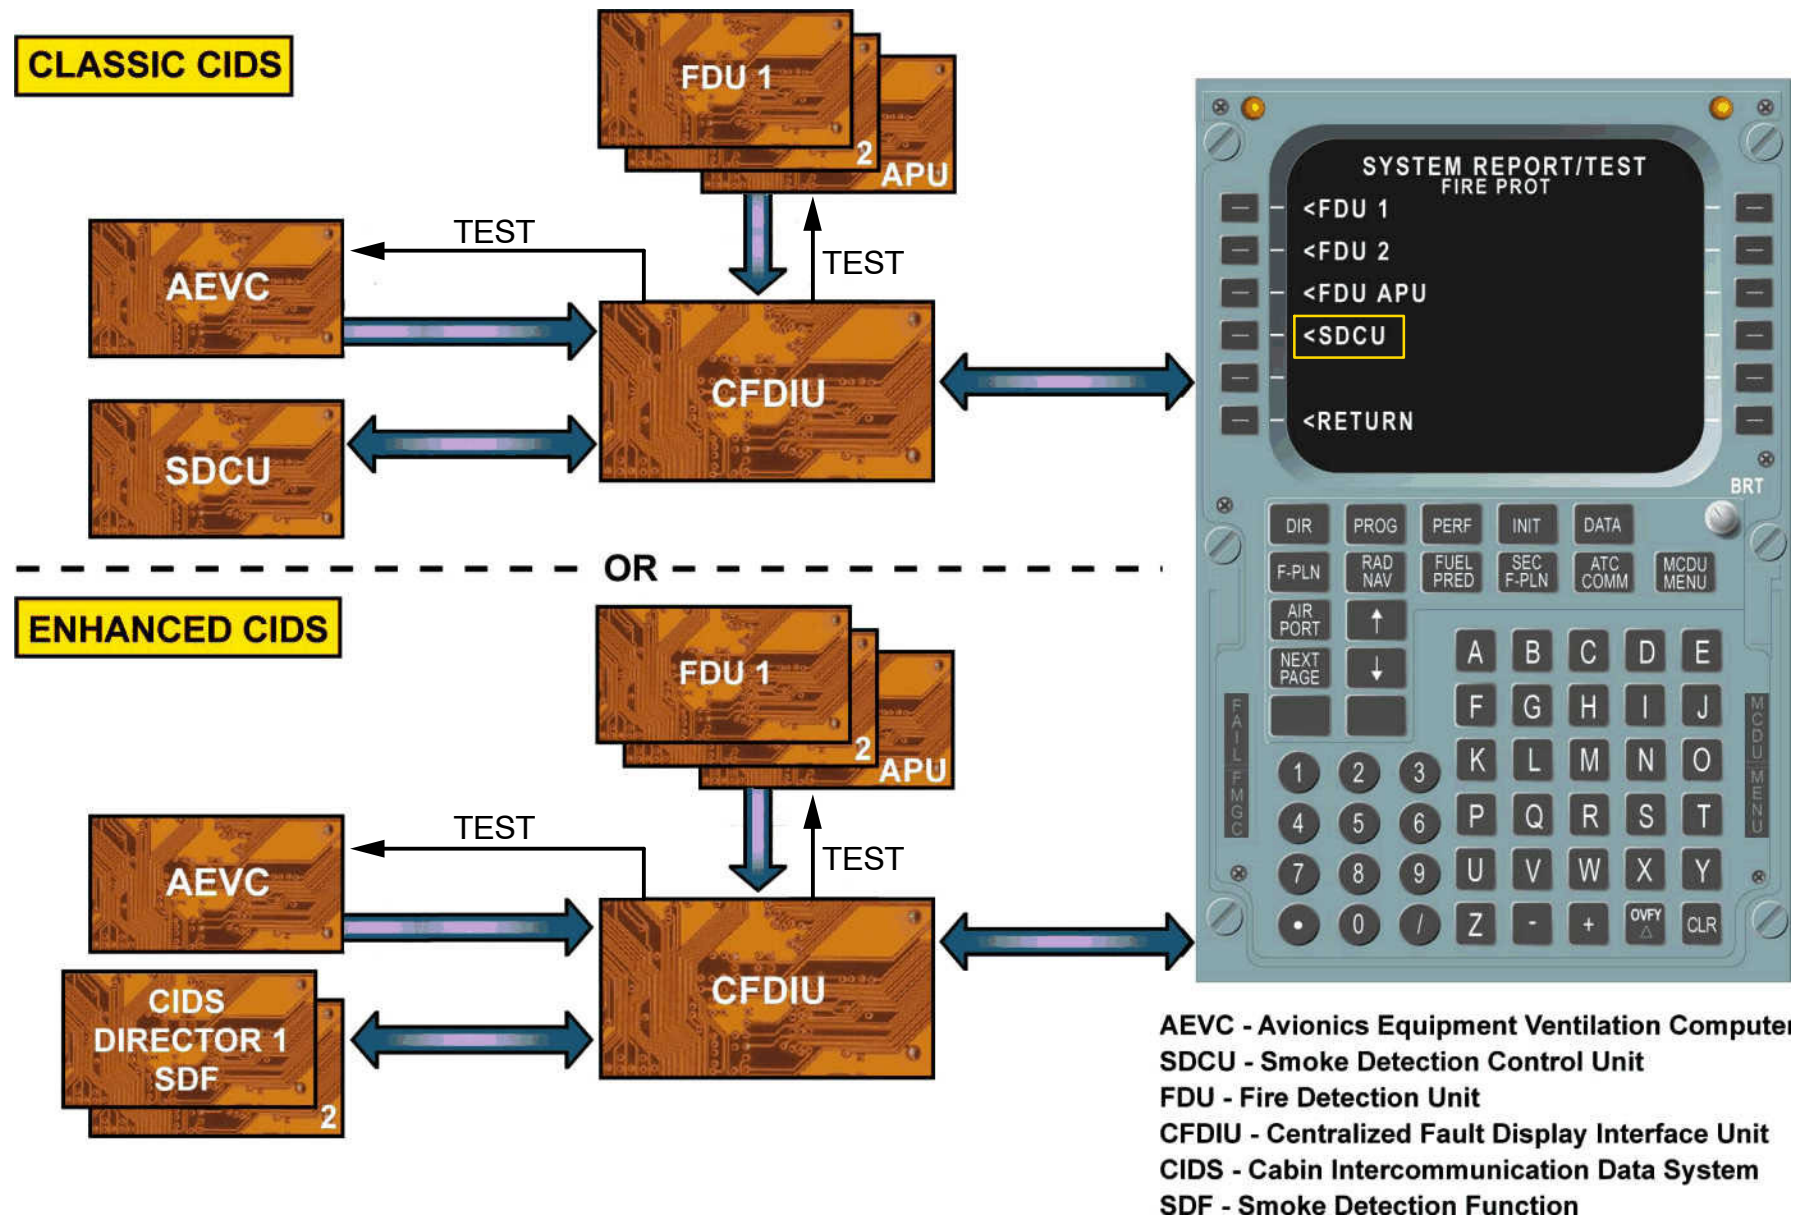 CLASSIC CIDS
FDU 1
2
APU
TEST
TEST
AEVC
SDCU
CFDIU
OR
ENHANCED CIDS
FDU 1
2
APU
TEST
TEST
AEVC
CIDS
DIRECTOR 1
SDF
2
CFDIU
SYSTEM REPORT/TEST
FIRE PROT
<FDU 1
<FDU 2
<FDU APU
<SDCU
<RETURN
BRT
DIR PROG PERF INIT DATA
F-PLN RAD NAV FUEL PRED SEC F-PLN ATC COMM MCDU MENU
AIR PORT ↑
NEXT PAGE ↓
A B C D E
F G H I J
K L M N O
P Q R S T
U V W X Y
Z - + OVFY △ CLR
1 2 3
4 5 6
7 8 9
• 0 /
FAIL FMGC
MCDU MENU
AEVC - Avionics Equipment Ventilation Computer
SDCU - Smoke Detection Control Unit
FDU - Fire Detection Unit
CFDIU - Centralized Fault Display Interface Unit
CIDS - Cabin Intercommunication Data System
SDF - Smoke Detection Function